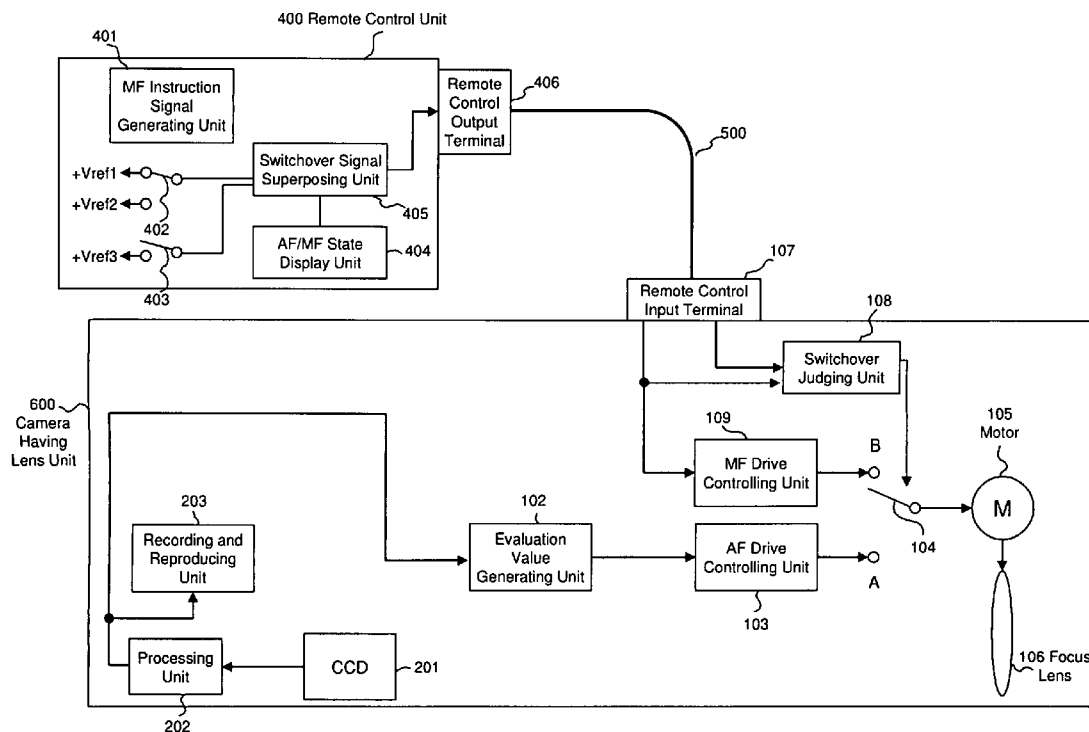 400 Remote Control Unit
401
MF Instruction
Signal
Generating Unit
Remote
Control
Output
Terminal
406
500
+Vref1
+Vref2
402
Switchover Signal
Superposing Unit
405
+Vref3
403
AF/MF State
Display Unit
404
107
Remote Control
Input Terminal
108
Switchover
Judging Unit
600
Camera
Having
Lens Unit
109
MF Drive
Controlling Unit
B
105
Motor
M
104
203
Recording and
Reproducing
Unit
102
Evaluation
Value
Generating Unit
AF Drive
Controlling Unit
103
A
Processing
Unit
202
CCD
201
106 Focus
Lens